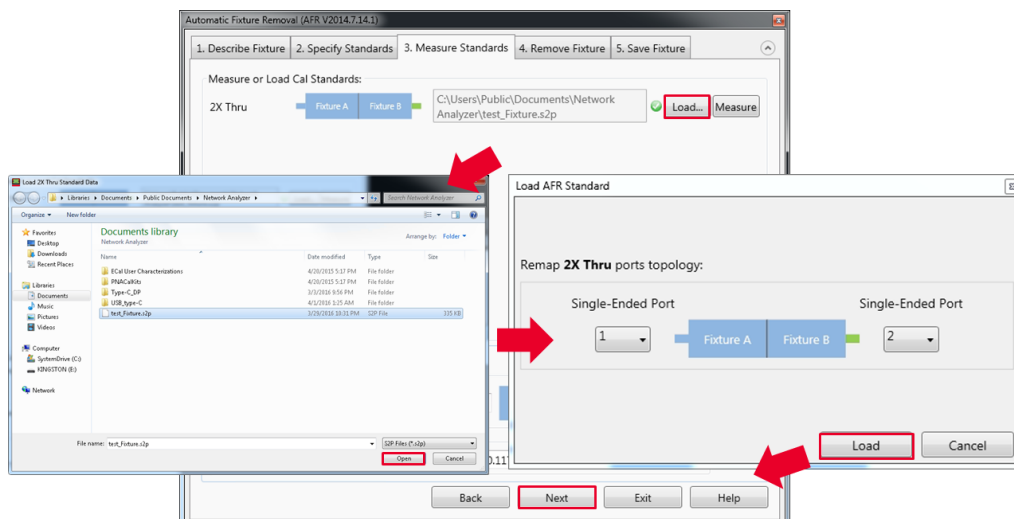 Automatic Fixture Removal (AFR V2014.7.14.1)
1. Describe Fixture 2. Specify Standards 3. Measure Standards 4. Remove Fixture 5. Save Fixture
Measure or Load Cal Standards:
2X Thru Fixture A Fixture B C:\Users\Public\Documents\Network Load... Measure
Analyzer\test_Fixture.s2p
Load 2X Thru Standard Data
Libraries Documents Public Documents Network Analyzer Search Network Analyzer
Organize New folder
Favorites
Desktop
Downloads
Recent Places
Libraries
Documents
Music
Pictures
Videos
Computer
SystemDrive (C:)
KINGSTON (E:)
Network
Documents library
Network Analyzer
Arrange by: Folder
Name Date modified Type Size
ECal User Characterizations 4/20/2015 5:17 PM File folder
PNACalKits 4/20/2015 5:17 PM File folder
Type-C_DP 3/3/2016 6:56 PM File folder
USB_type-C 4/1/2016 1:25 AM File folder
test_Fixture.s2p 3/29/2016 10:31 PM S2P File 335 KB
File name: test_Fixture.s2p S2P Files (*.s2p)
Open Cancel
Load AFR Standard
Remap 2X Thru ports topology:
Single-Ended Port Single-Ended Port
1 Fixture A Fixture B 2
Load Cancel
Back Next Exit Help